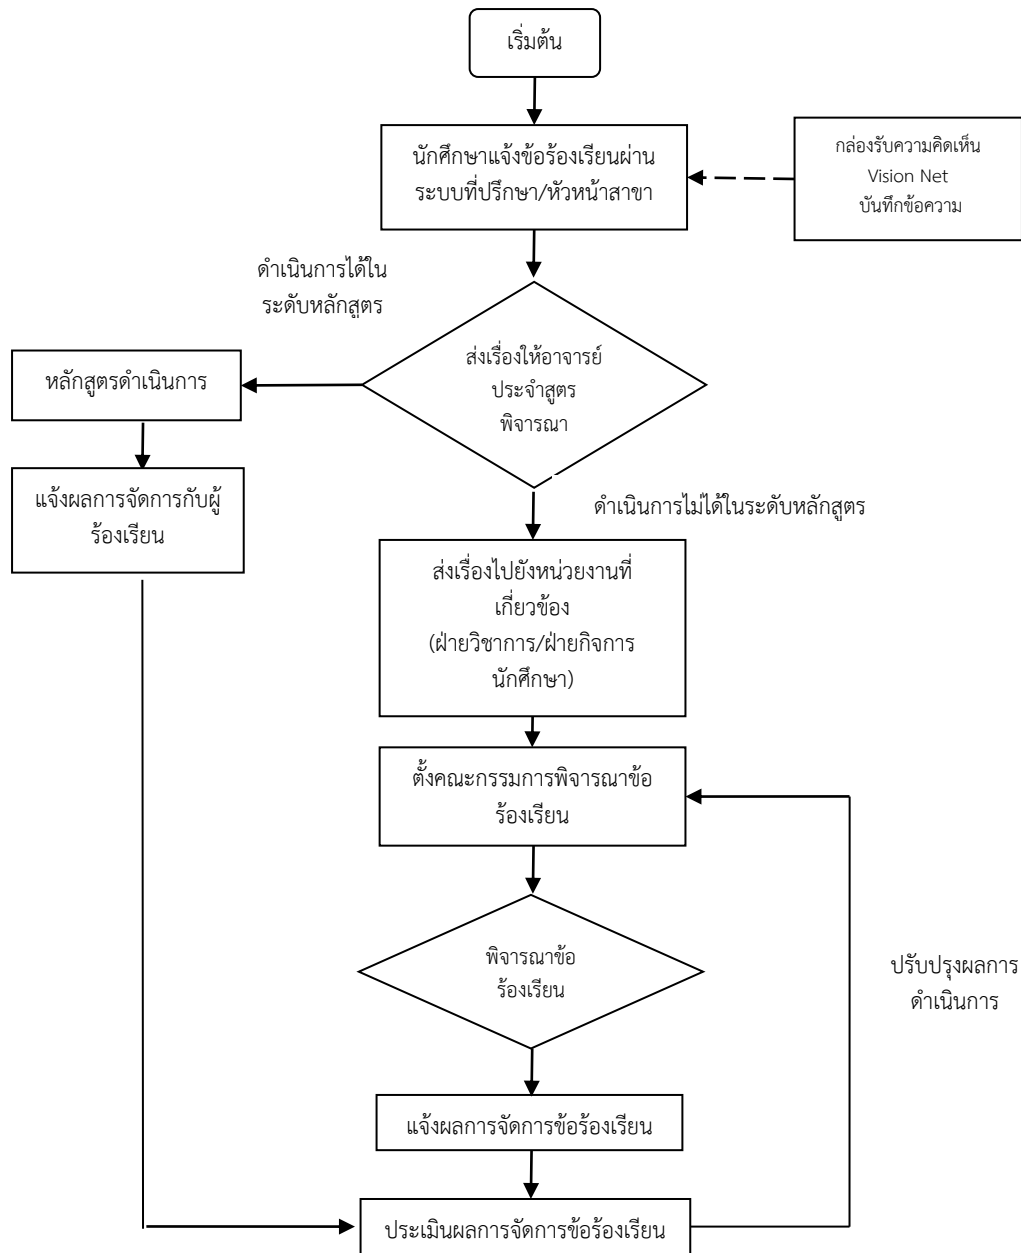 เริ่มต้น
นักศึกษาแจ้งข้อร้องเรียนผ่าน
ระบบที่ปรึกษา/หัวหน้าสาขา
กล่องรับความคิดเห็น
Vision Net
บันทึกข้อความ
ดำเนินการได้ใน
ระดับหลักสูตร
ส่งเรื่องให้อาจารย์
ประจำสูตร
พิจารณา
หลักสูตรดำเนินการ
แจ้งผลการจัดการกับผู้
ร้องเรียน
ดำเนินการไม่ได้ในระดับหลักสูตร
ส่งเรื่องไปยังหน่วยงานที่
เกี่ยวข้อง
(ฝ่ายวิชาการ/ฝ่ายกิจการ
นักศึกษา)
ตั้งคณะกรรมการพิจารณาข้อ
ร้องเรียน
พิจารณาข้อ
ร้องเรียน
ปรับปรุงผลการ
ดำเนินการ
แจ้งผลการจัดการข้อร้องเรียน
ประเมินผลการจัดการข้อร้องเรียน